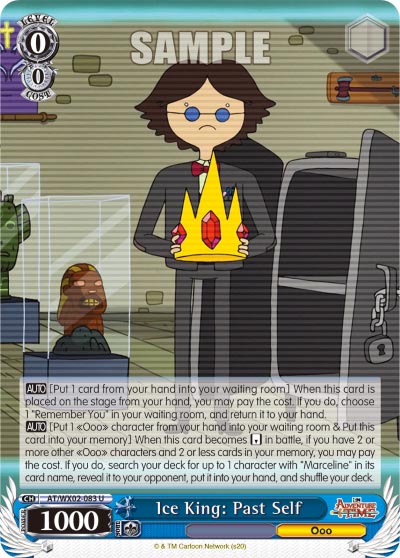 LEVEL
0
0
COST
SAMPLE
AUTO [Put 1 card from your hand into your waiting room] When this card is
placed on the stage from your hand, you may pay the cost. If you do, choose
1 "Remember You" in your waiting room, and return it to your hand.
AUTO [Put 1 «Ooo» character from your hand into your waiting room & Put this
card into your memory] When this card becomes in battle, if you have 2 or
more other «Ooo» characters and 2 or less cards in your memory, you may pay
the cost. If you do, search your deck for up to 1 character with "Marceline" in its
card name, reveal it to your opponent, put it into your hand, and shuffle your deck.
CH AT/WX02-083 U
POWER 1000
Ice King: Past Self
ADVENTURE TIME
Ooo
© & TM Cartoon Network (s20)